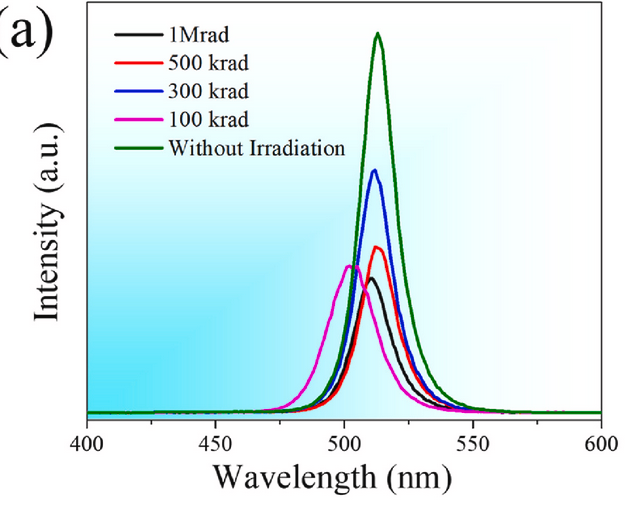 (a)
1Mrad
500 krad
300 krad
100 krad
Without Irradiation
Intensity (a.u.)
400 450 500 550 600
Wavelength (nm)